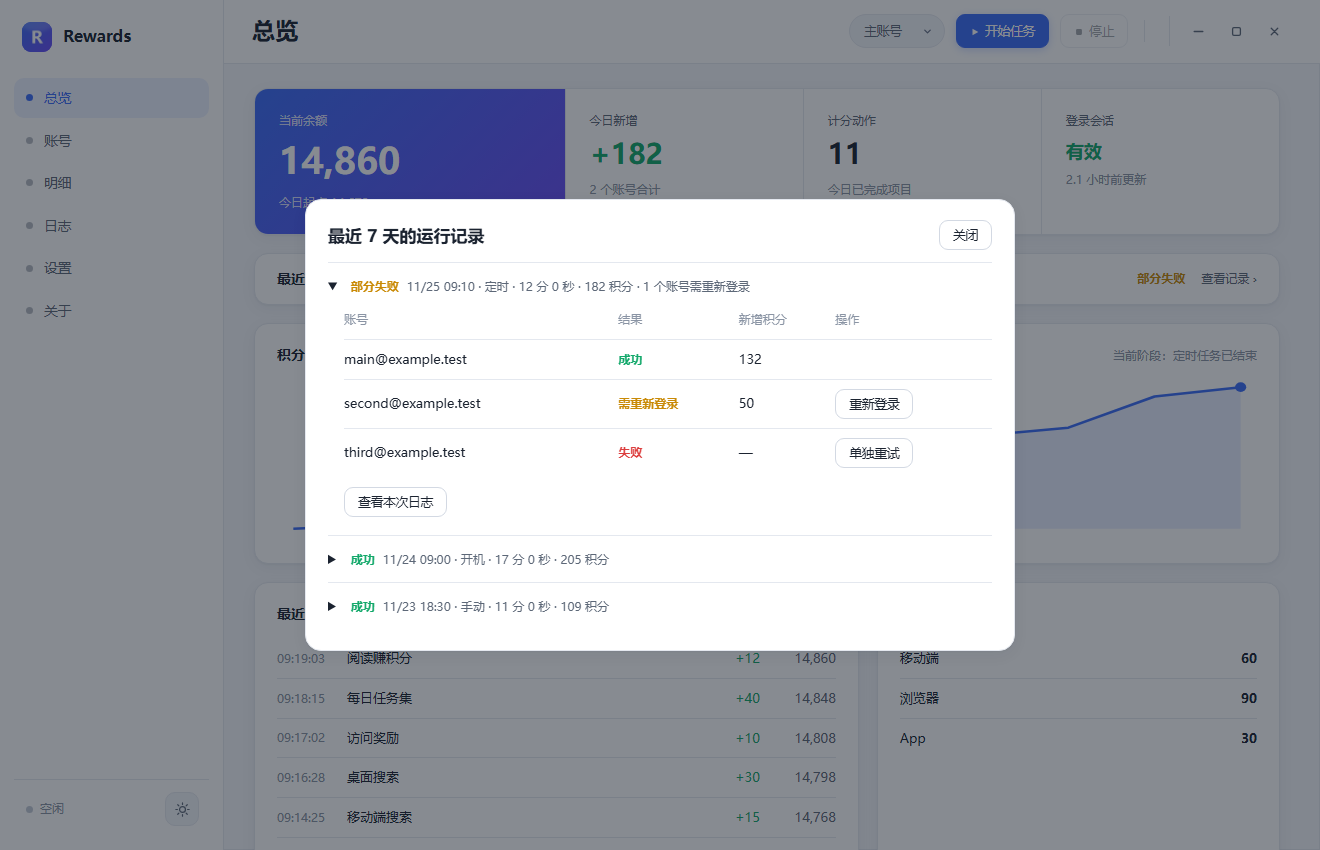 R Rewards
总览
账号
明细
日志
设置
关于
空闲
总览
主账号
开始任务
停止
当前余额
14,860
今日新增
+182
2 个账号合计
计分动作
11
今日已完成项目
登录会话
有效
2.1 小时前更新
最近
部分失败 查看记录 ›
积分
当前阶段：定时任务已结束
最近 7 天的运行记录
关闭
部分失败 11/25 09:10 · 定时 · 12 分 0 秒 · 182 积分 · 1 个账号需重新登录
账号 结果 新增积分 操作
main@example.test 成功 132
second@example.test 需重新登录 50 重新登录
third@example.test 失败 — 单独重试
查看本次日志
成功 11/24 09:00 · 开机 · 17 分 0 秒 · 205 积分
成功 11/23 18:30 · 手动 · 11 分 0 秒 · 109 积分
最近
09:19:03 阅读赚积分 +12 14,860
09:18:15 每日任务集 +40 14,848
09:17:02 访问奖励 +10 14,808
09:16:28 桌面搜索 +30 14,798
09:14:25 移动端搜索 +15 14,768
移动端 60
浏览器 90
App 30